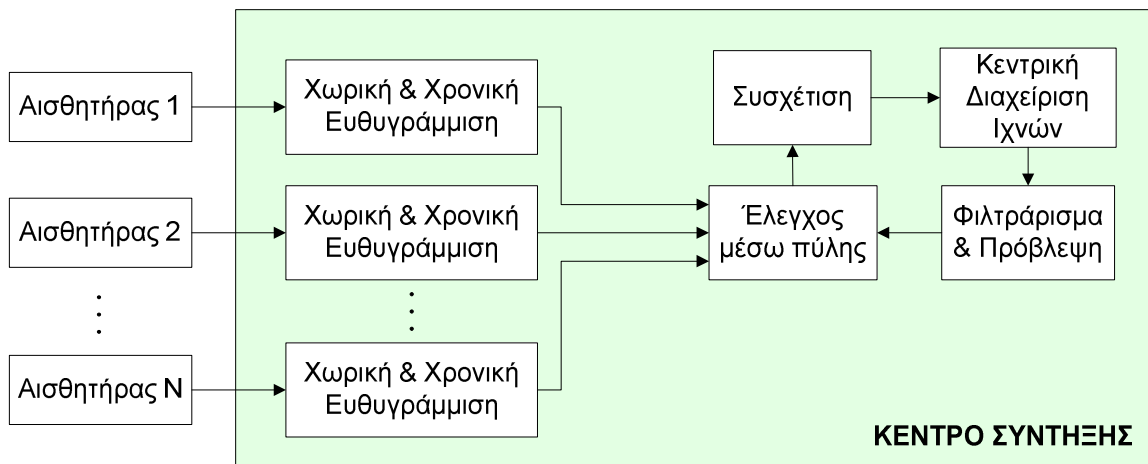 Αισθητήρας 1
Χωρική & Χρονική
Ευθυγράμμιση
Συσχέτιση
Κεντρική
Διαχείριση
Ιχνών
Αισθητήρας 2
Χωρική & Χρονική
Ευθυγράμμιση
Έλεγχος
μέσω πύλης
Φιλτράρισμα
& Πρόβλεψη
Αισθητήρας N
Χωρική & Χρονική
Ευθυγράμμιση
ΚΕΝΤΡΟ ΣΥΝΤΗΞΗΣ